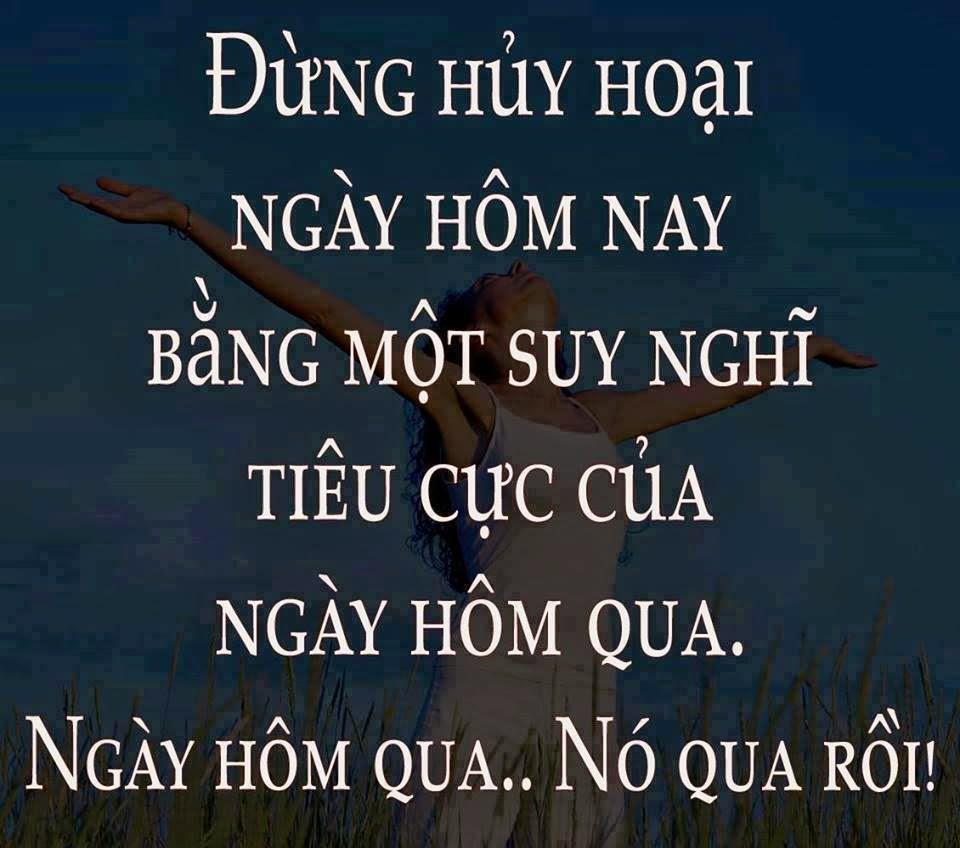 Đừng hủy hoại
ngày hôm nay
bằng một suy nghĩ
tiêu cực của
ngày hôm qua.
Ngày hôm qua.. Nó qua rồi!